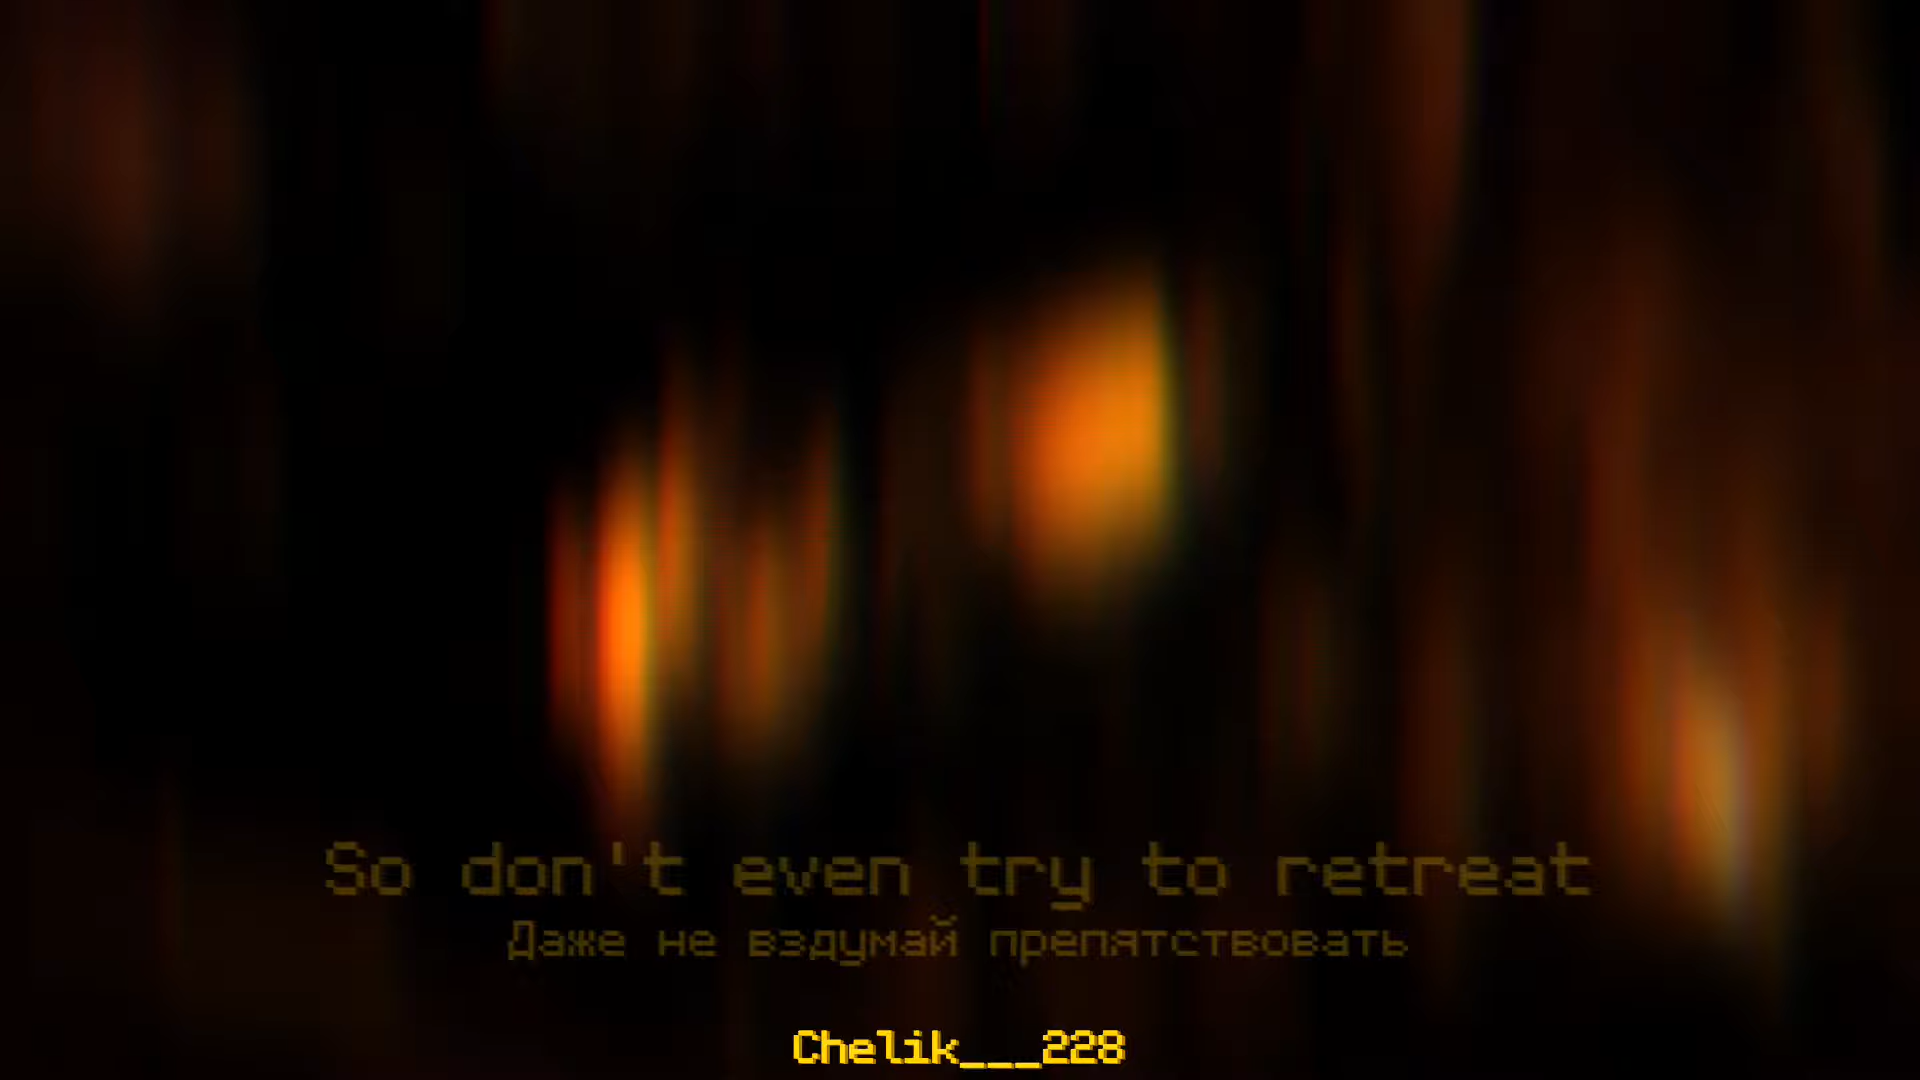 So don't even try to retreat
Даже не вздумай препятствовать
Chelik___228